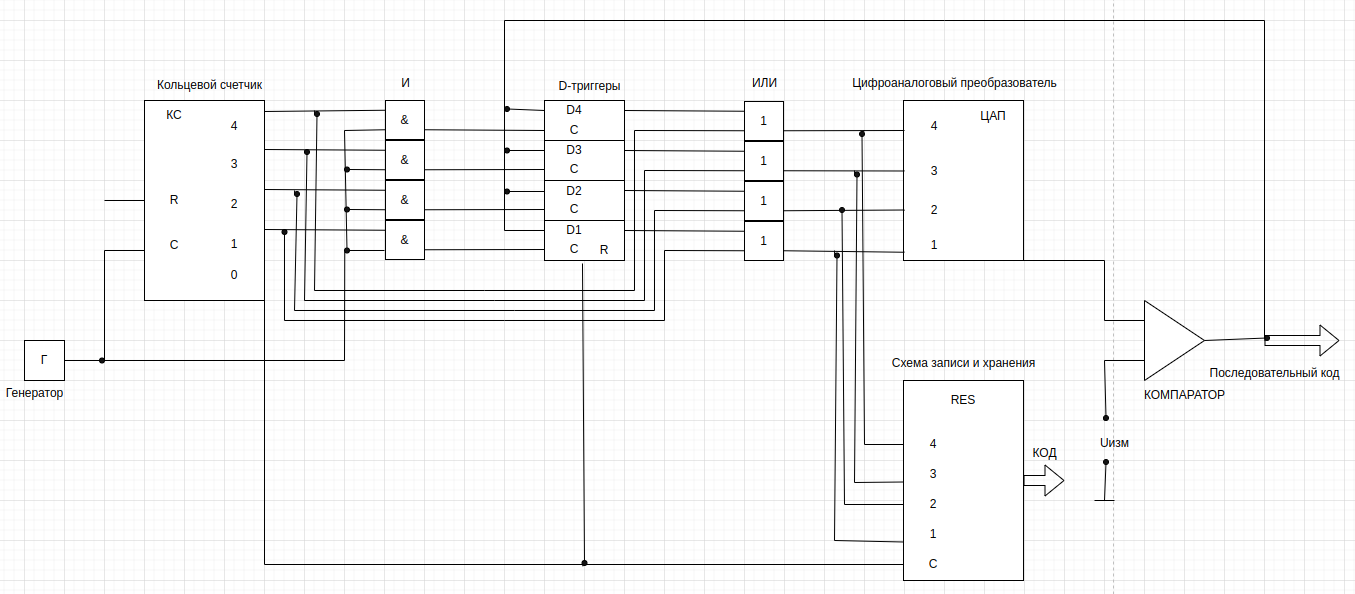 Кольцевой счетчик
КС
4
3
2
1
0
R
C
Г
Генератор
И
&
&
&
&
D-триггеры
D4
C
D3
C
D2
C
D1
C R
ИЛИ
1
1
1
1
Цифроаналоговый преобразователь
ЦАП
4
3
2
1
Схема записи и хранения
RES
4
3
2
1
C
КОД
Uизм
КОМПАРАТОР
Последовательный код